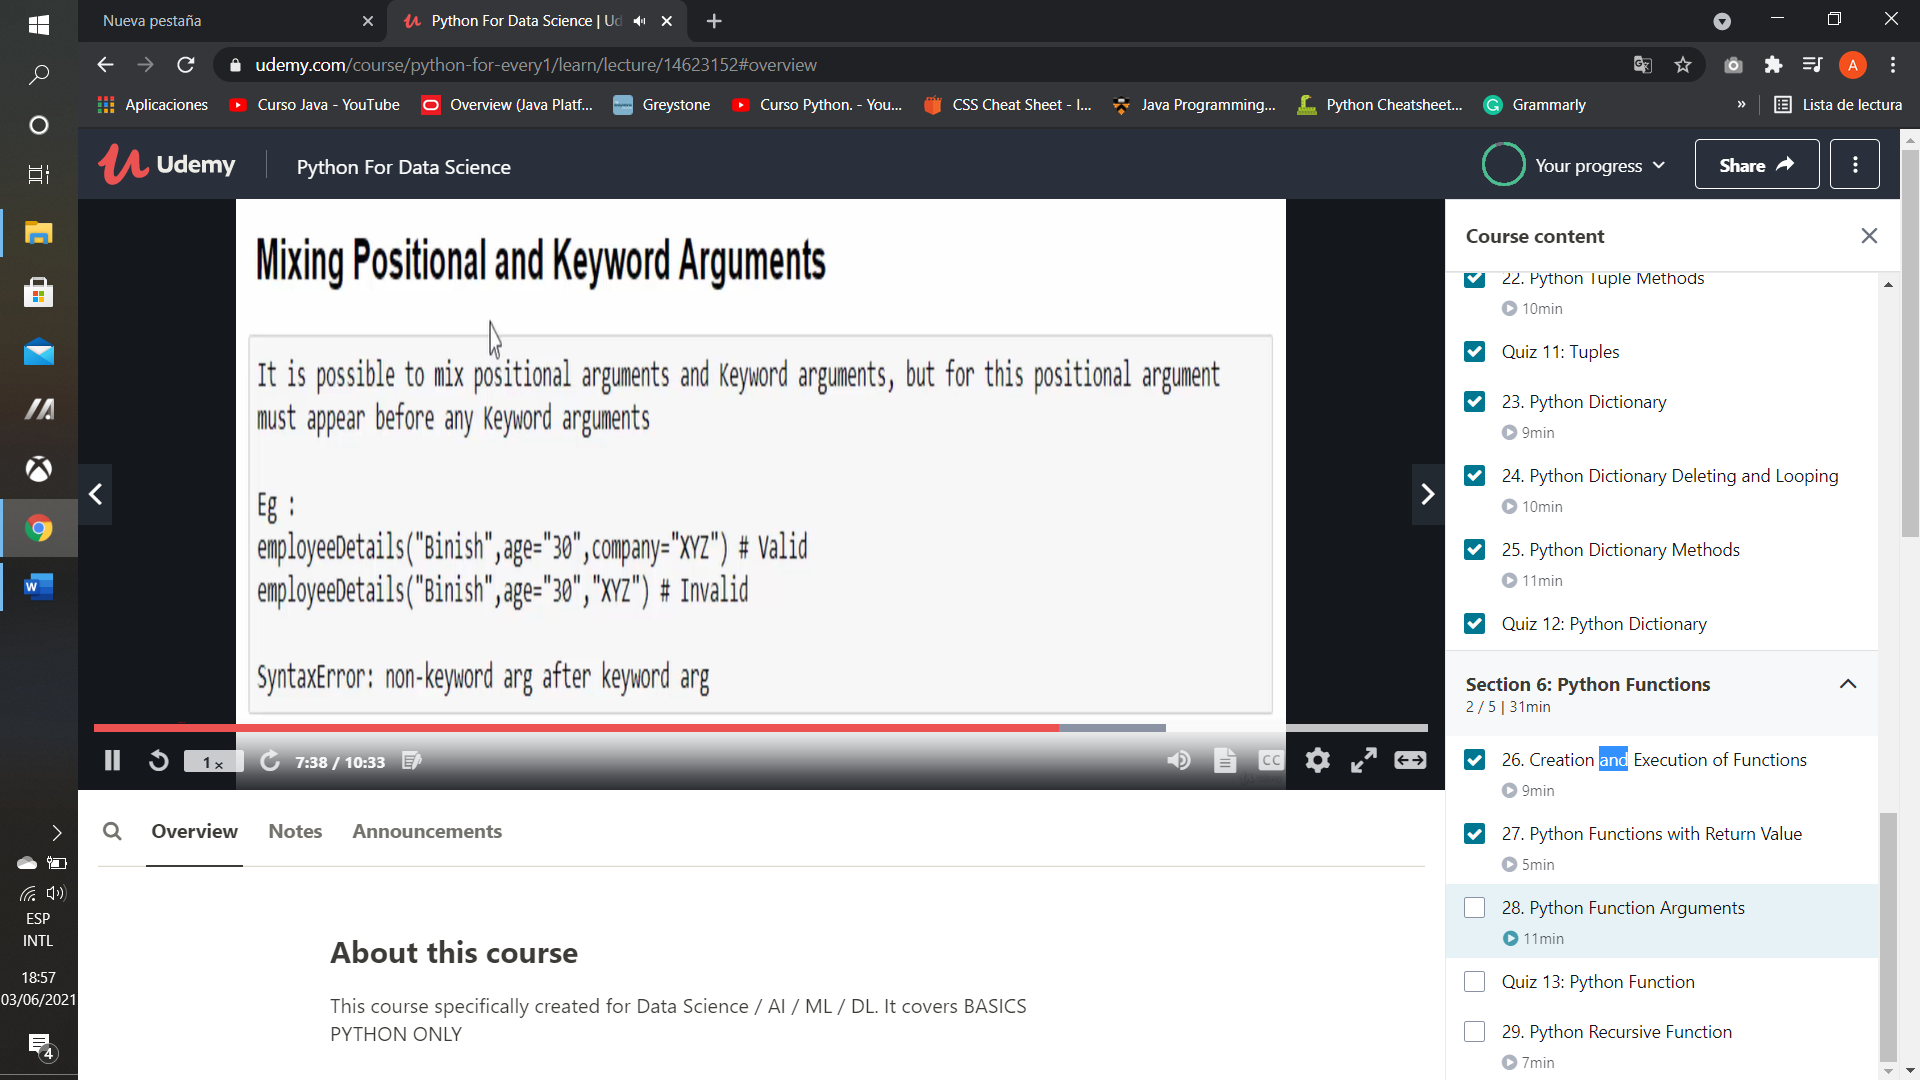 Nueva pestaña
Python For Data Science | Ud
udemy.com/course/python-for-every1/learn/lecture/14623152#overview
A
Aplicaciones
Curso Java - YouTube
Overview (Java Platf...
Greystone
Curso Python. - You...
CSS Cheat Sheet - I...
Java Programming...
Python Cheatsheet...
Grammarly
»
Lista de lectura
Udemy
Python For Data Science
Your progress
Share
Mixing Positional and Keyword Arguments
It is possible to mix positional arguments and Keyword arguments, but for this positional argument
must appear before any Keyword arguments
Eg :
employeeDetails("Binish",age="30",company="XYZ") # Valid
employeeDetails("Binish",age="30","XYZ") # Invalid
SyntaxError: non-keyword arg after keyword arg
1 x
7:38 / 10:33
CC
Overview
Notes
Announcements
About this course
This course specifically created for Data Science / AI / ML / DL. It covers BASICS
PYTHON ONLY
Course content
22. Python Tuple Methods
10min
Quiz 11: Tuples
23. Python Dictionary
9min
24. Python Dictionary Deleting and Looping
10min
25. Python Dictionary Methods
11min
Quiz 12: Python Dictionary
Section 6: Python Functions
2 / 5 | 31min
26. Creation and Execution of Functions
9min
27. Python Functions with Return Value
5min
28. Python Function Arguments
11min
Quiz 13: Python Function
29. Python Recursive Function
7min
W
ESP
INTL
18:57
03/06/2021
4